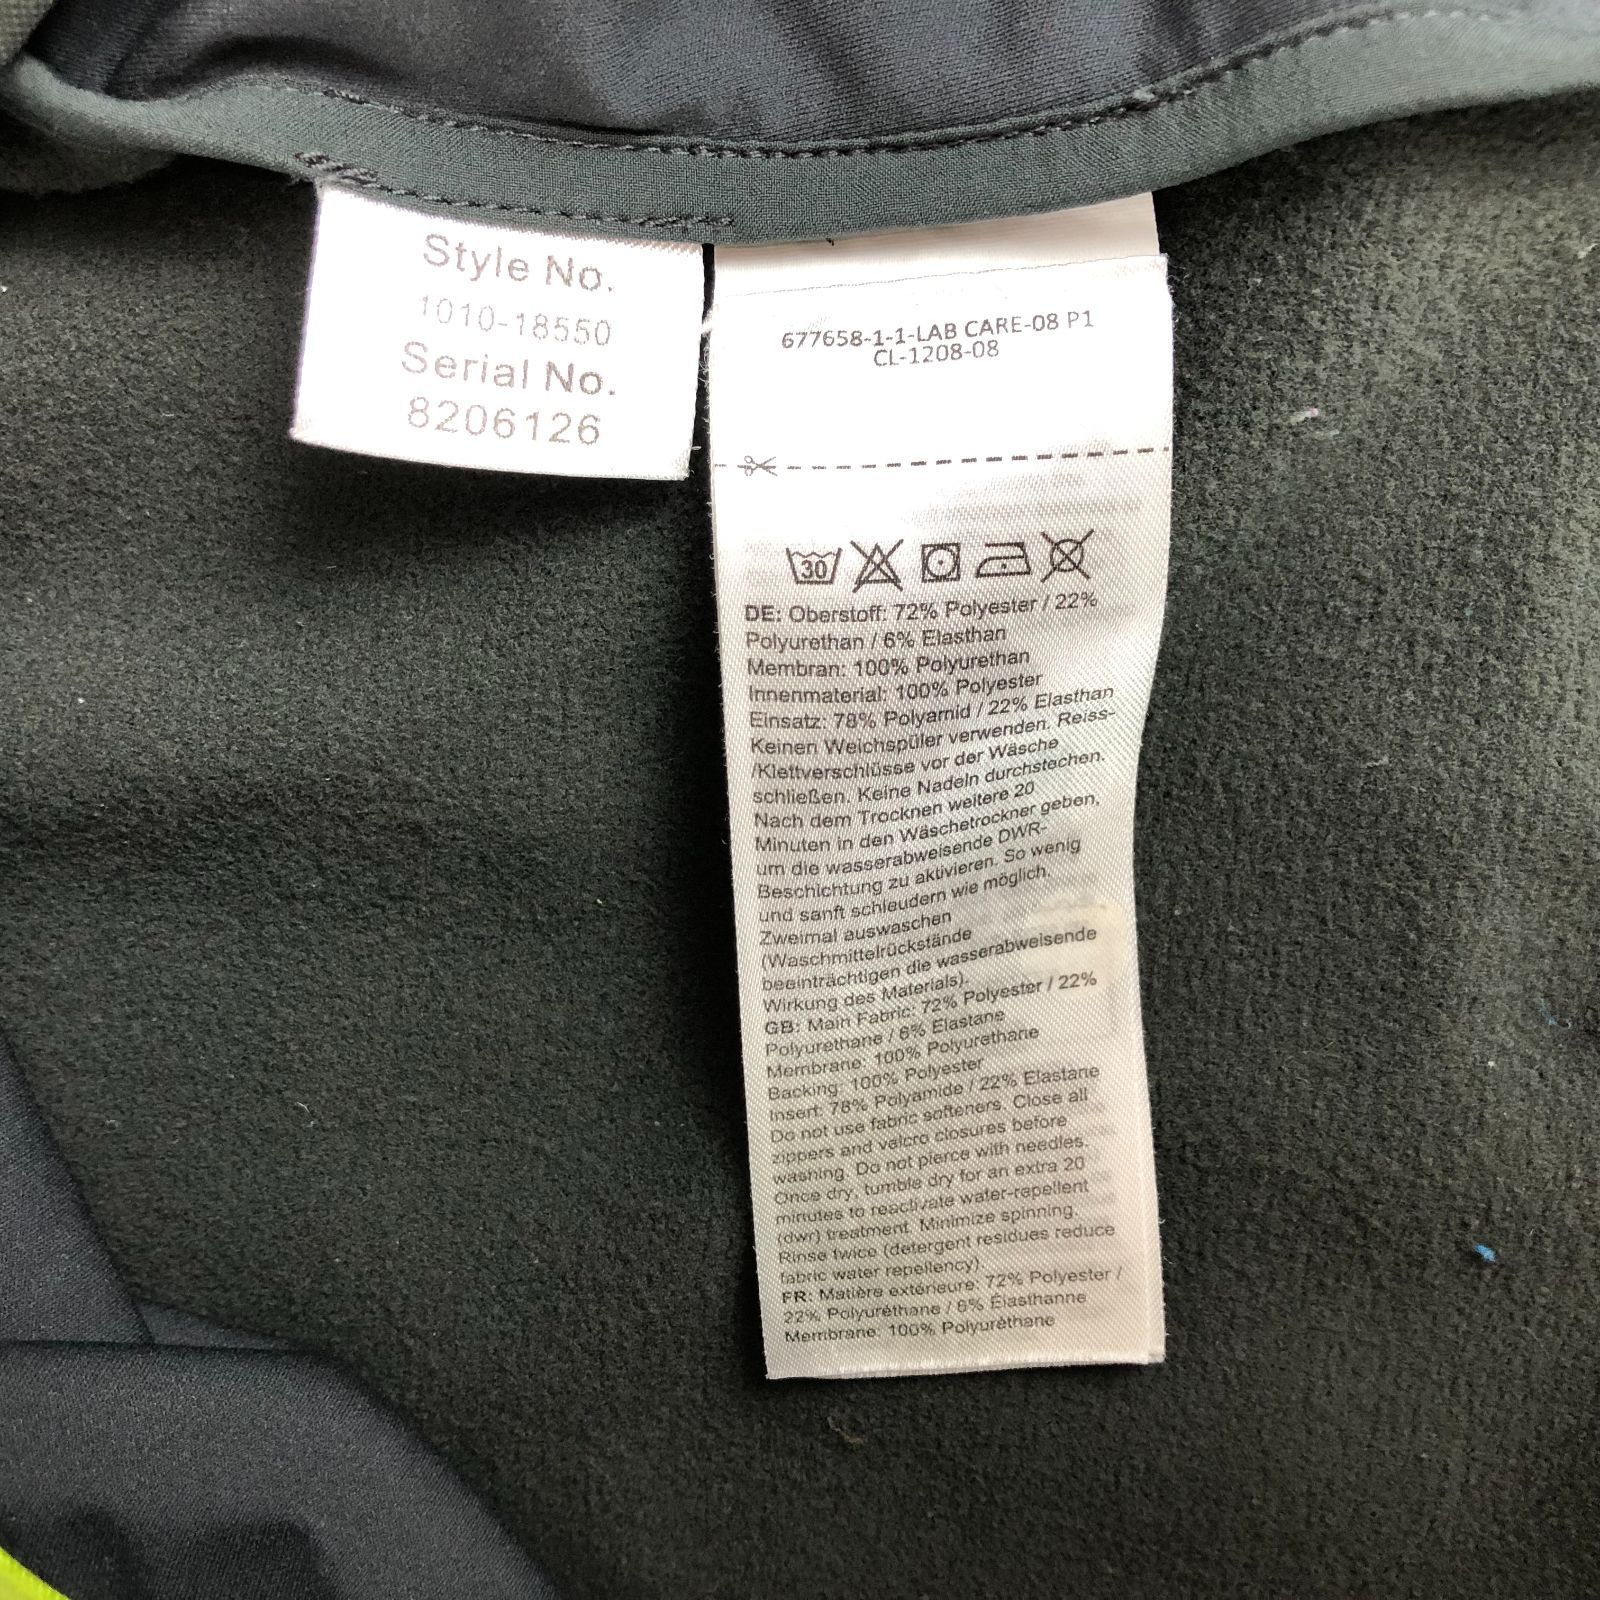 Style No.
1010-18550
Serial No.
8206126
677658-1-1-LAB CARE-08 P1
CL-1208-08
30
DE: Oberstoff: 72% Polyester / 22%
Polyurethan / 6% Elasthan
Membran: 100% Polyurethan
Innenmaterial: 100% Polyester
Einsatz: 78% Polyamid / 22% Elasthan
Keinen Weichspüler verwenden. Reiss-
/Klettverschlüsse vor der Wäsche
schließen. Keine Nadeln durchstechen.
Nach dem Trocknen weitere 20
Minuten in den Wäschetrockner geben,
um die wasserabweisende DWR-
Beschichtung zu aktivieren. So wenig
und sanft schleudern wie möglich.
Zweimal auswaschen
(Waschmittelrückstände
beeinträchtigen die wasserabweisende
Wirkung des Materials).
GB: Main Fabric: 72% Polyester / 22%
Polyurethane / 6% Elastane
Membrane: 100% Polyurethane
Backing: 100% Polyester
Insert: 78% Polyamide / 22% Elastane
Do not use fabric softeners. Close all
zippers and velcro closures before
washing. Do not pierce with needles.
Once dry, tumble dry for an extra 20
minutes to reactivate water-repellent
(dwr) treatment. Minimize spinning.
Rinse twice (detergent residues reduce
fabric water repellency).
FR: Matière extérieure: 72% Polyester /
22% Polyuréthane / 6% Élasthanne
Membrane: 100% Polyuréthane